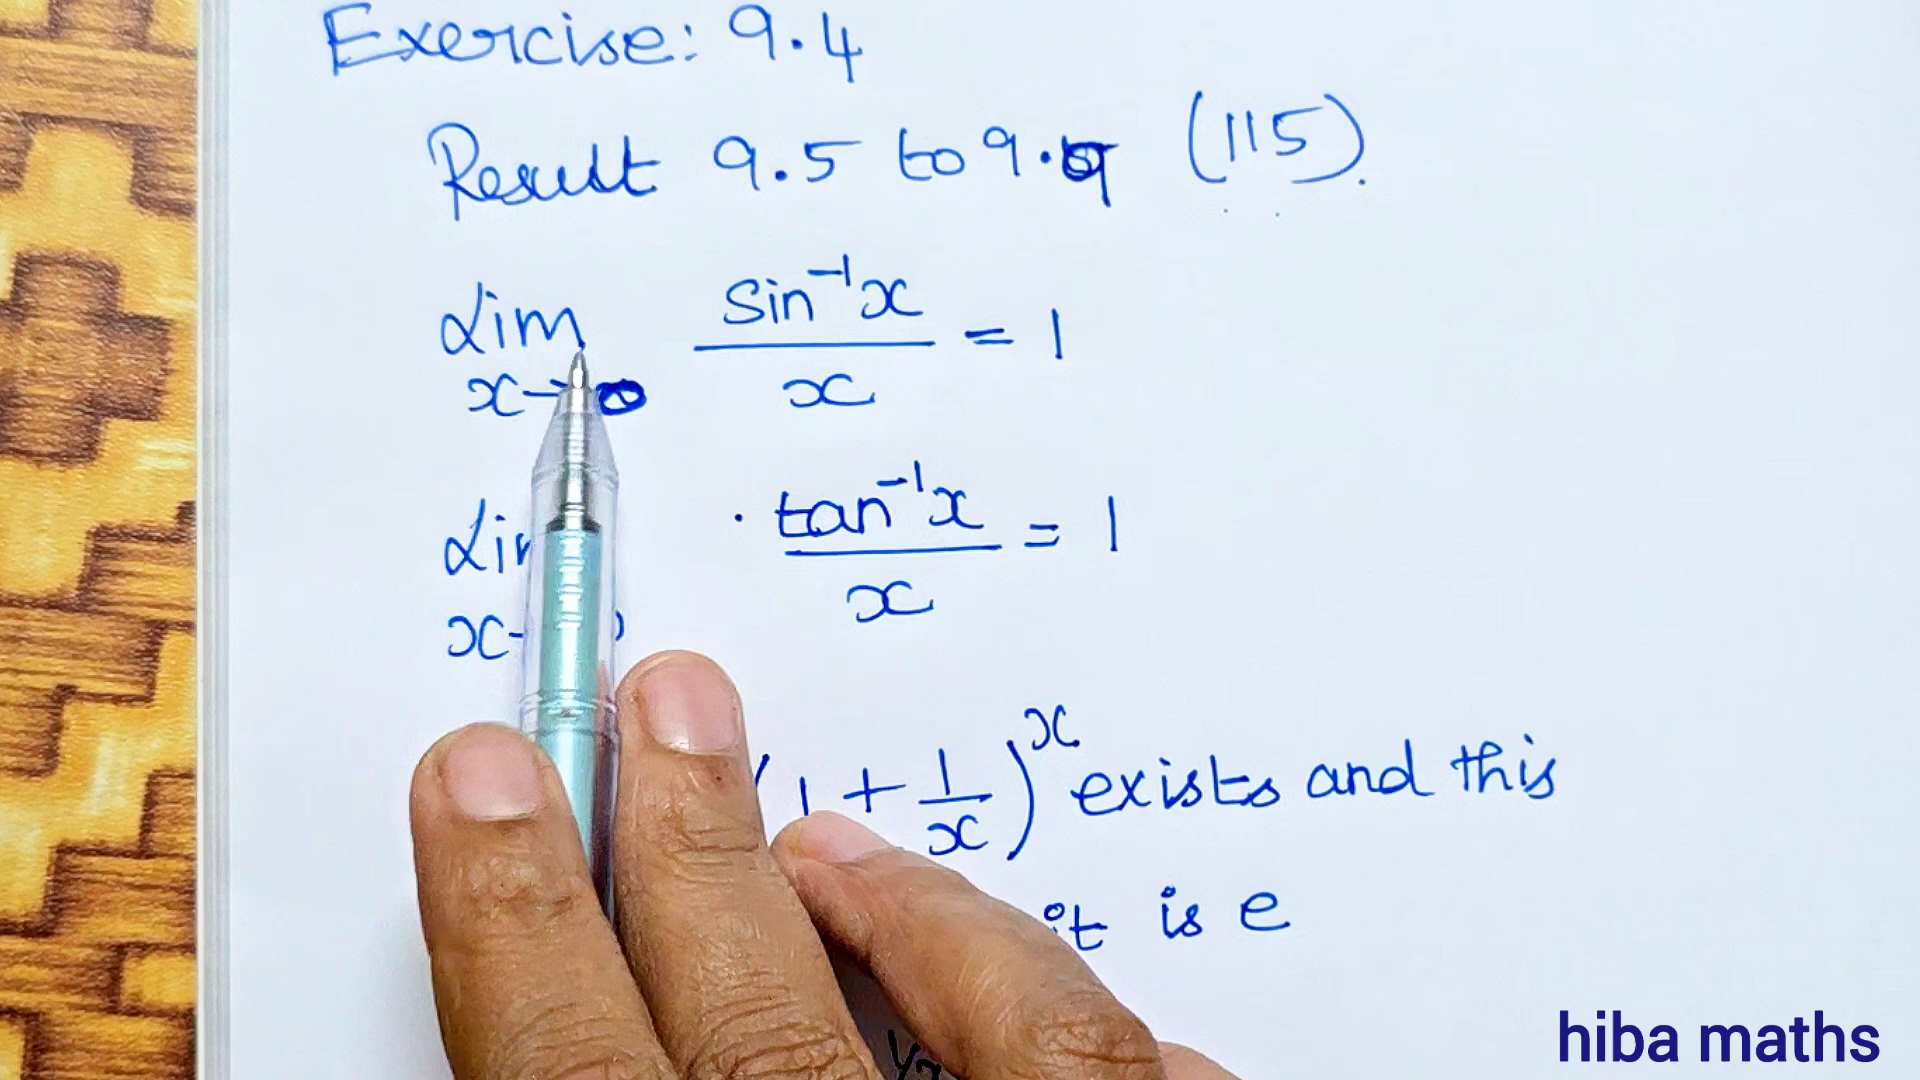 Exercise: 9.4
Result 9.5 to 9.9 (115).
Lim sin⁻¹x / x = 1
x→
tan⁻¹x / x = 1
x
(1 + 1/x)ˣ exists and this
it is e
hiba maths